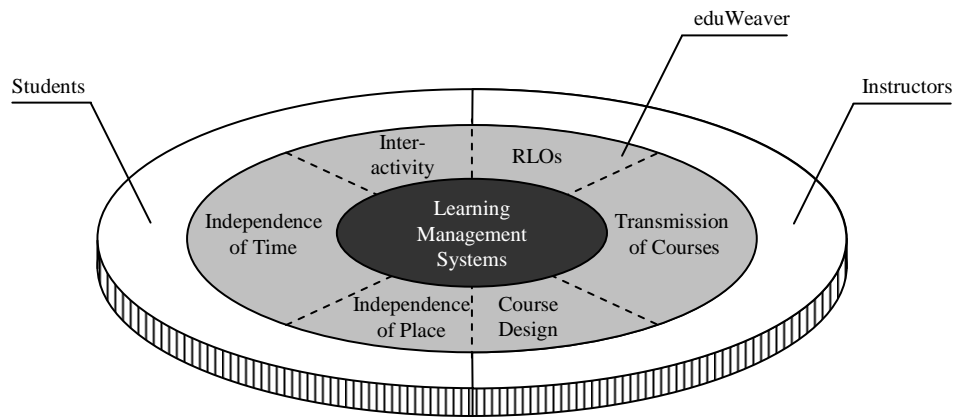 eduWeaver
Students
Instructors
Inter-
activity
RLOs
Learning
Management
Systems
Independence
of Time
Transmission
of Courses
Independence
of Place
Course
Design